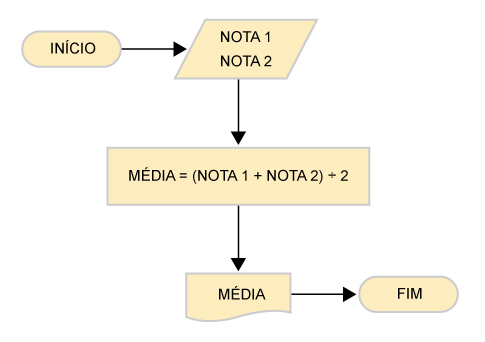 INÍCIO
NOTA 1
NOTA 2
MÉDIA = (NOTA 1 + NOTA 2) ÷ 2
MÉDIA
FIM